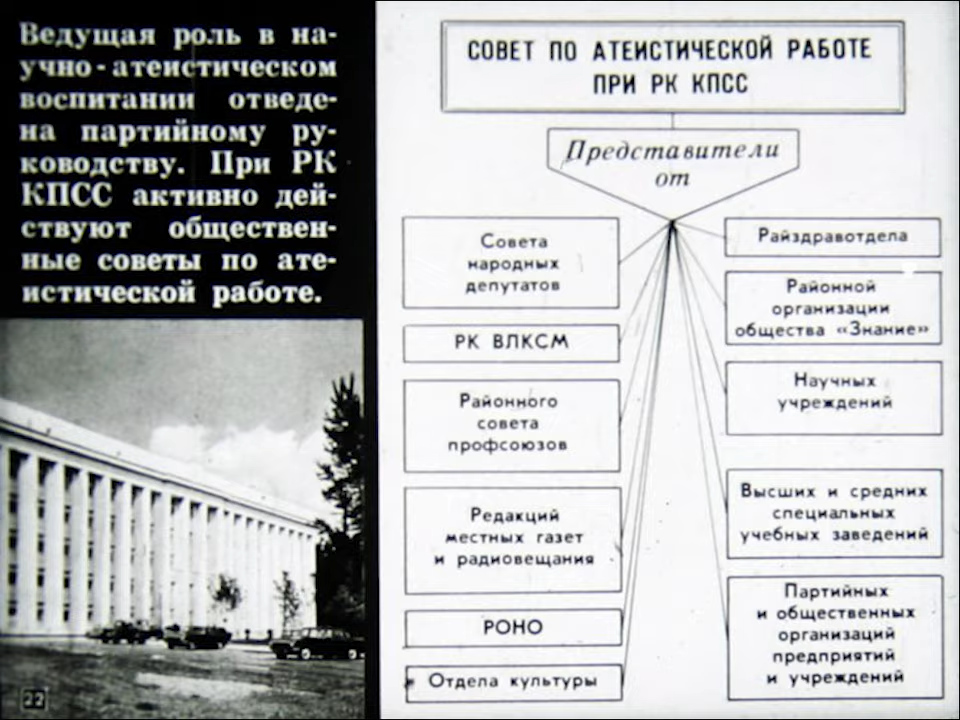 Ведущая роль в на-
учно-атеистическом
воспитании отведе-
на партийному ру-
ководству. При РК
КПСС активно дей-
ствуют обществен-
ные советы по ате-
истической работе.
22
СОВЕТ ПО АТЕИСТИЧЕСКОЙ РАБОТЕ
ПРИ РК КПСС
Представители
от
Совета
народных
депутатов
РК ВЛКСМ
Районного
совета
профсоюзов
Редакций
местных газет
и радиовещания
РОНО
Отдела культуры
Райздравотдела
Районной
организации
общества «Знание»
Научных
учреждений
Высших и средних
специальных
учебных заведений
Партийных
и общественных
организаций
предприятий
и учреждений